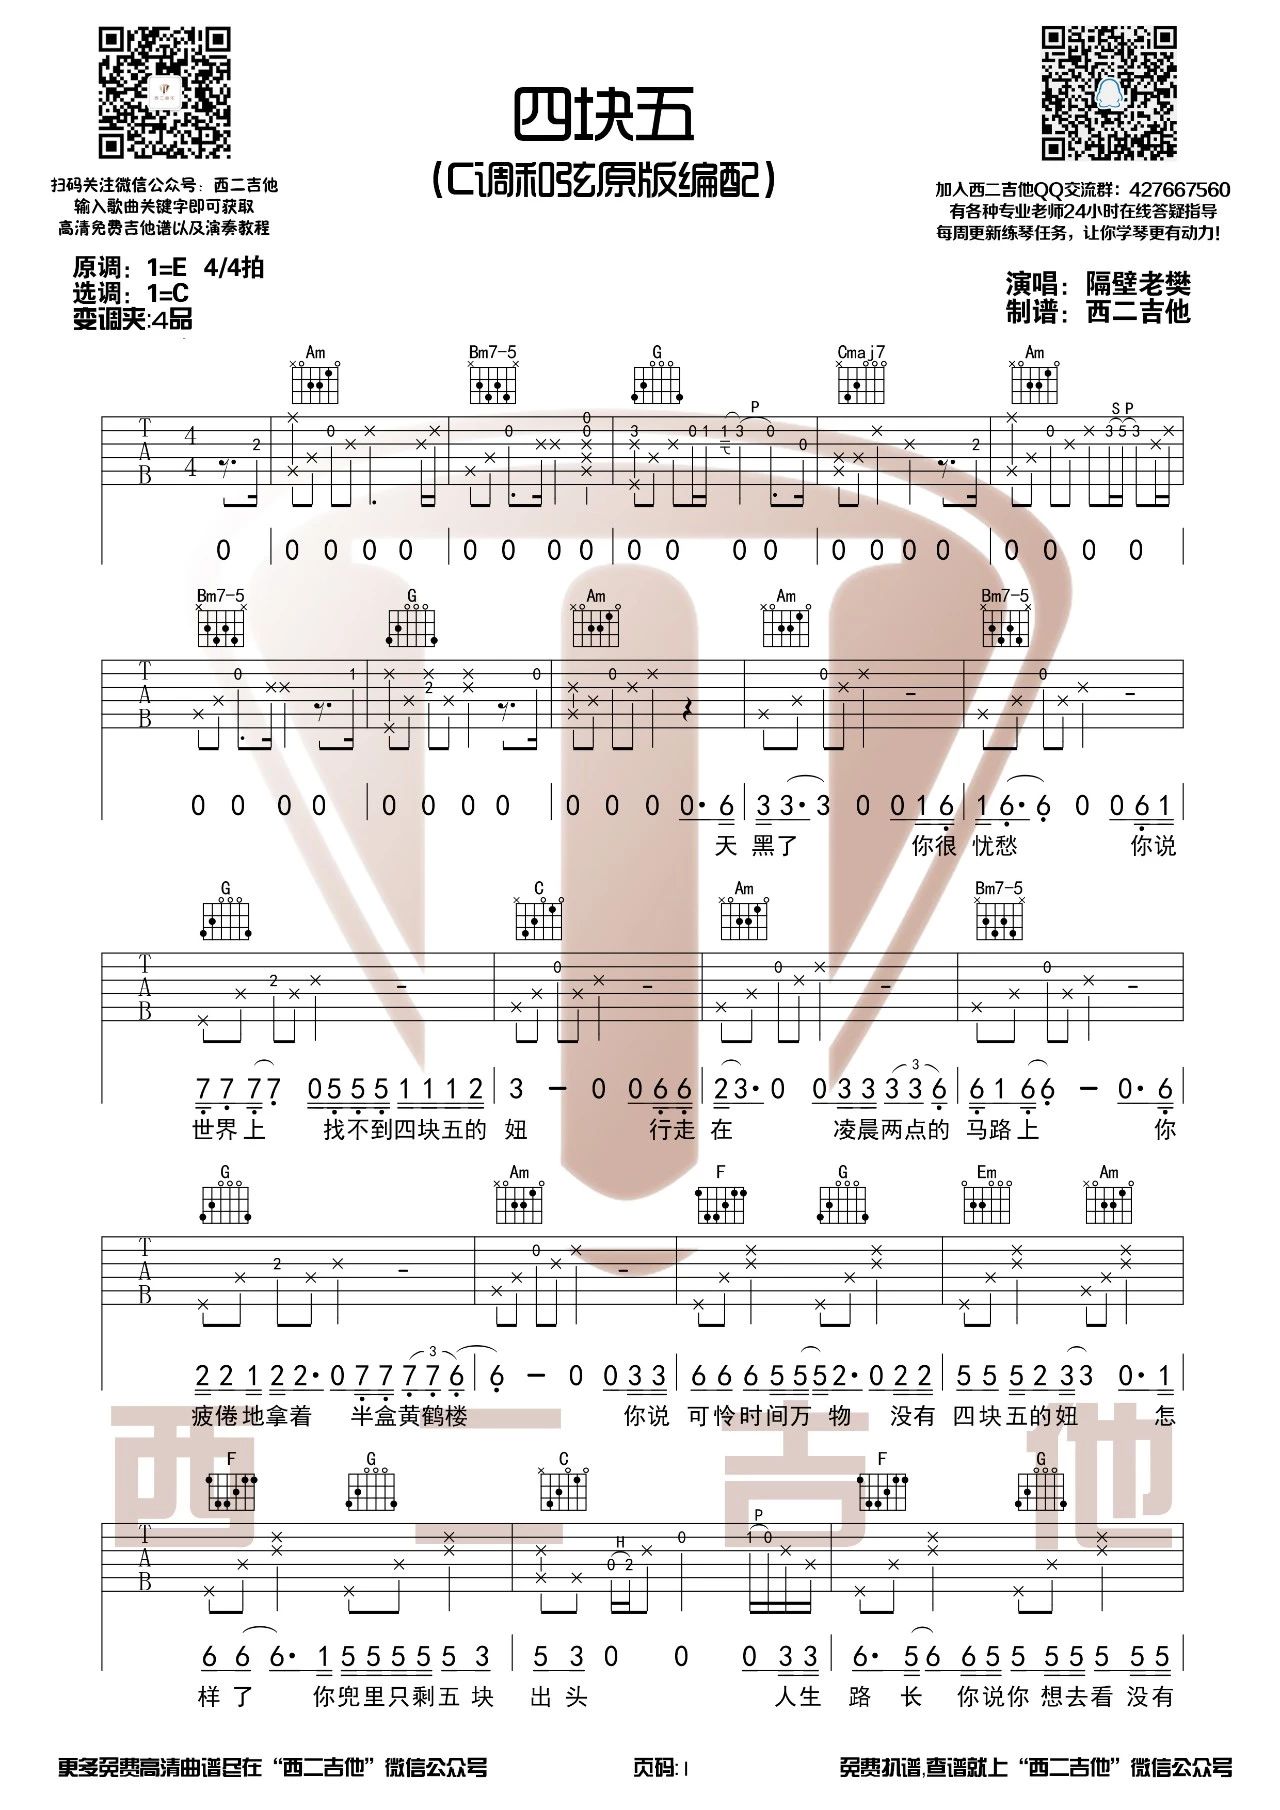 四块五
(C调和弦原版编配)
扫码关注微信公众号：西二吉他
输入歌曲关键字即可获取
高清免费吉他谱以及演奏教程
加入西二吉他QQ交流群：427667560
有各种专业老师24小时在线答疑指导
每周更新练琴任务，让你学琴更有动力！
原调：1=E 4/4拍
选调：1=C
变调夹:4品
演唱：隔壁老樊
制谱：西二吉他
Am Bm7-5 G Cmaj7 Am
P S P
T A B 4 4
0 0 0 0 0 0 0 0 0 0 0 0 0 0 0 0 0 0 0 0 0
Bm7-5 G Am Am Bm7-5
T A B
0 0 0 0 0 0 0 0 0 0 0 0· 6 3 3· 3 0 0 1 6 1 6· 6 0 0 6 1
天 黑了 你很 忧愁 你说
G C Am Bm7-5
T A B
7 7 7 7 0 5 5 5 1 1 1 2 3 – 0 0 6 6 2 3· 0 0 3 3 3 3 6 6 1 6 6 – 0· 6
世界上 找不到四块五的 妞 行走 在 凌晨两点的 马路上 你
G Am F G Em Am
T A B
2 2 1 2 2· 0 7 7 7 7 6 6 – 0 0 3 3 6 6 6 5 5 5 2· 0 2 2 5 5 5 2 3 3 0· 1
疲倦地拿着 半盒黄鹤楼 你说 可怜时间万 物 没有 四块五的妞 怎
F G C F G
H P
T A B
6 6 6· 1 5 5 5 5 5 3 5 3 0 0 0 3 3 6· 5 6 6 5 5 5 5 5 5 5
样了 你兜里只剩五块 出头 人生 路 长 你说你 想去看 没有
西二吉他
更多免费高清曲谱尽在“西二吉他”微信公众号 页码:1 免费扒谱,查谱就上“西二吉他”微信公众号